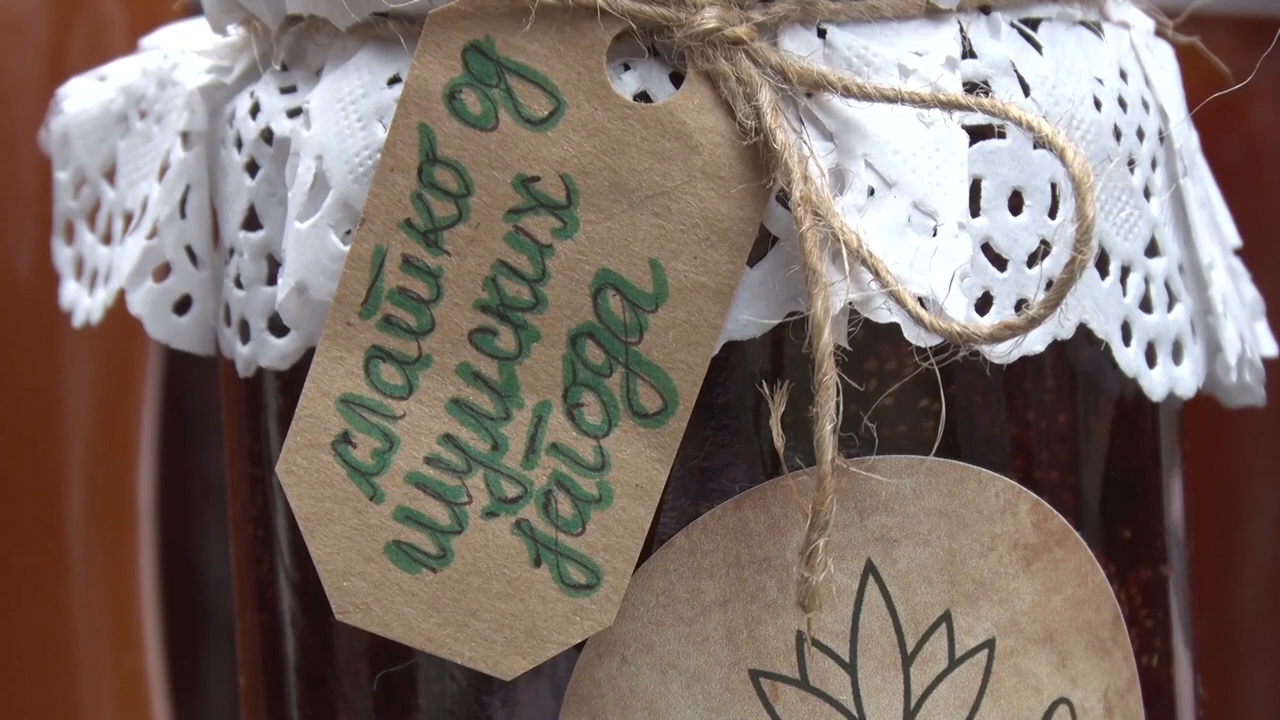 слатко од
шумских
јагода